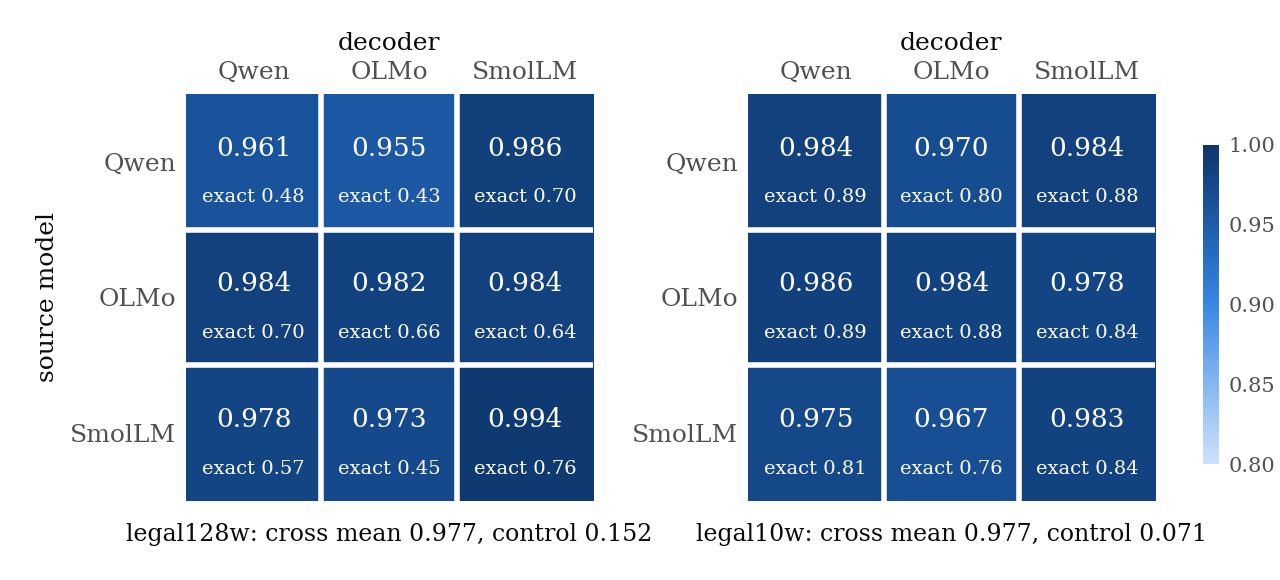 decoder
Qwen OLMo SmolLM
source model
Qwen 0.961 0.955 0.986
exact 0.48 exact 0.43 exact 0.70
OLMo 0.984 0.982 0.984
exact 0.70 exact 0.66 exact 0.64
SmolLM 0.978 0.973 0.994
exact 0.57 exact 0.45 exact 0.76
legal128w: cross mean 0.977, control 0.152
decoder
Qwen OLMo SmolLM
Qwen 0.984 0.970 0.984
exact 0.89 exact 0.80 exact 0.88
OLMo 0.986 0.984 0.978
exact 0.89 exact 0.88 exact 0.84
SmolLM 0.975 0.967 0.983
exact 0.81 exact 0.76 exact 0.84
legal10w: cross mean 0.977, control 0.071
1.00
0.95
0.90
0.85
0.80